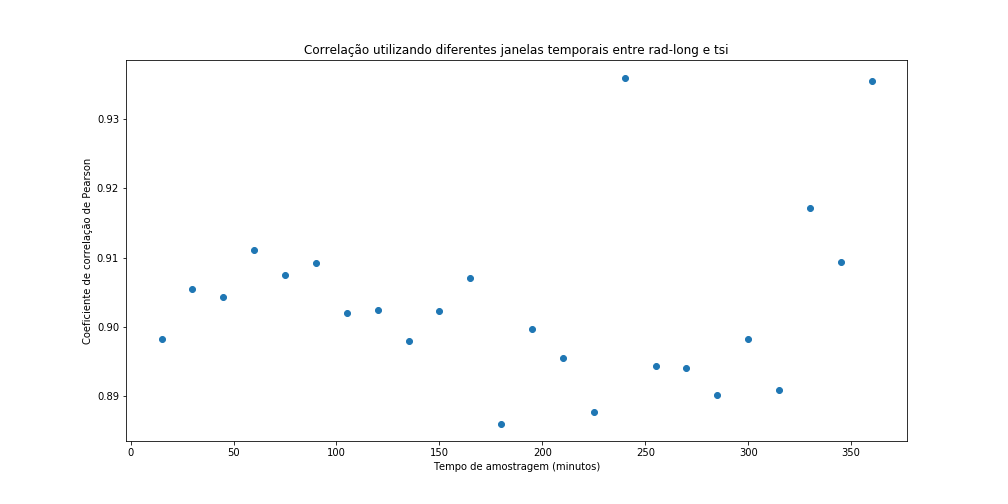 Correlação utilizando diferentes janelas temporais entre rad-long e tsi
Coeficiente de correlação de Pearson
0.93
0.92
0.91
0.90
0.89
0 50 100 150 200 250 300 350
Tempo de amostragem (minutos)